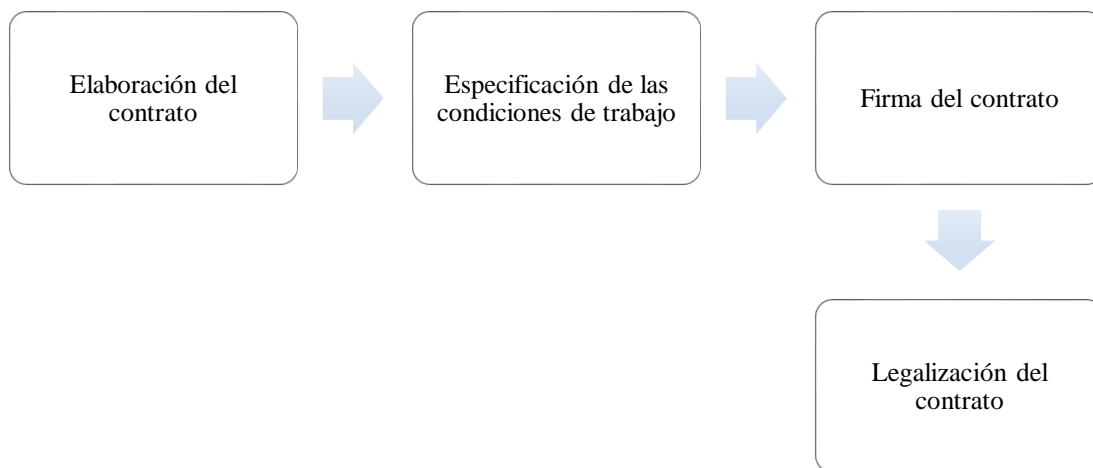 Elaboración del
contrato
Especificación de las
condiciones de trabajo
Firma del contrato
Legalización del
contrato